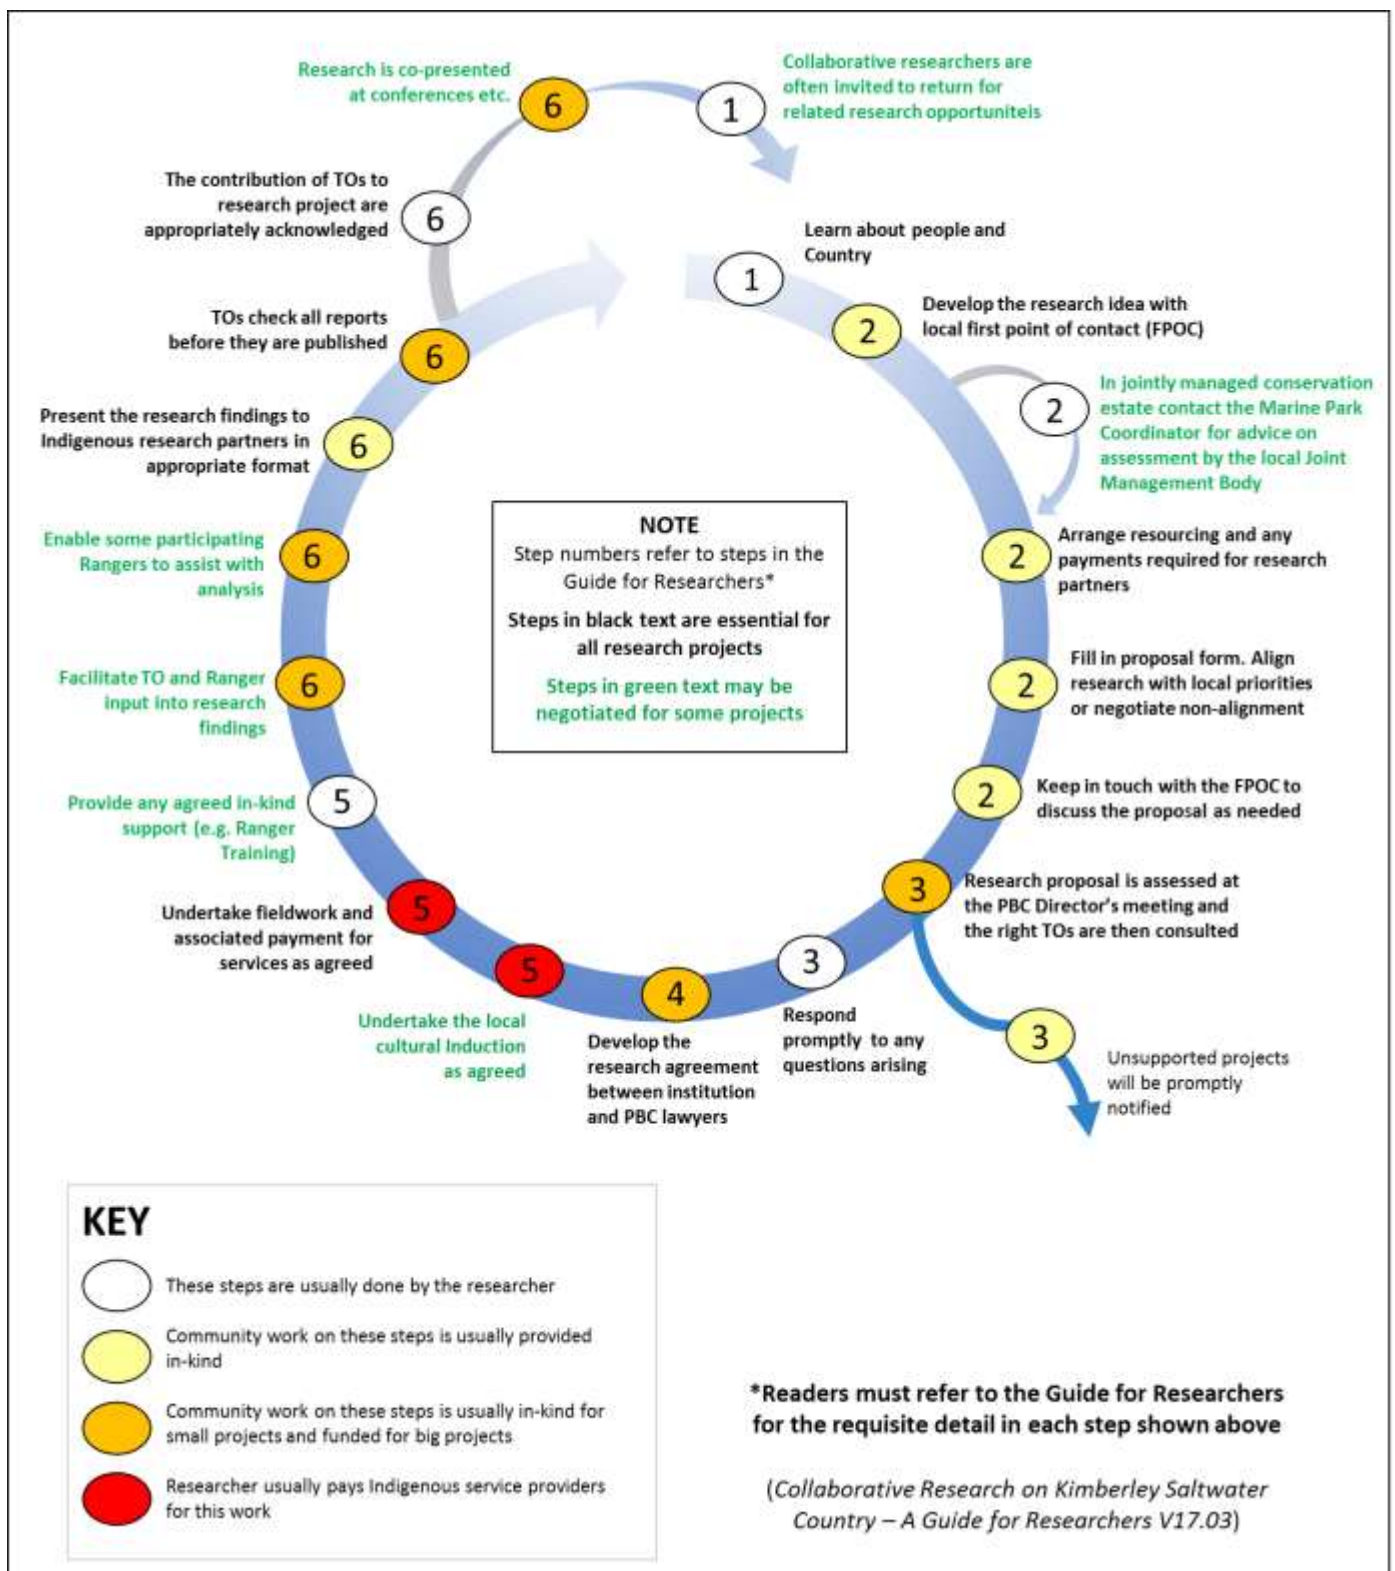 Research is co-presented
at conferences etc.
6
1
Collaborative researchers are
often invited to return for
related research opportuniteis
The contribution of TOs to
research project are
appropriately acknowledged
6
1
Learn about people and
Country
2
Develop the research idea with
local first point of contact (FPOC)
2
In jointly managed conservation
estate contact the Marine Park
Coordinator for advice on
assessment by the local Joint
Management Body
2
Arrange resourcing and any
payments required for research
partners
2
Fill in proposal form. Align
research with local priorities
or negotiate non-alignment
2
Keep in touch with the FPOC to
discuss the proposal as needed
3
Research proposal is assessed at
the PBC Director's meeting and
the right TOs are then consulted
3
Unsupported projects
will be promptly
notified
3
Respond
promptly to any
questions arising
4
Develop the
research agreement
between institution
and PBC lawyers
5
Undertake the local
cultural Induction
as agreed
5
Undertake fieldwork and
associated payment for
services as agreed
5
Provide any agreed in-kind
support (e.g. Ranger
Training)
6
Facilitate TO and Ranger
input into research
findings
6
Enable some participating
Rangers to assist with
analysis
6
Present the research findings to
Indigenous research partners in
appropriate format
6
TOs check all reports
before they are published
NOTE
Step numbers refer to steps in the
Guide for Researchers*
Steps in black text are essential for
all research projects
Steps in green text may be
negotiated for some projects
KEY
These steps are usually done by the researcher
Community work on these steps is usually provided
in-kind
Community work on these steps is usually in-kind for
small projects and funded for big projects
Researcher usually pays Indigenous service providers
for this work
*Readers must refer to the Guide for Researchers
for the requisite detail in each step shown above
(Collaborative Research on Kimberley Saltwater
Country – A Guide for Researchers V17.03)